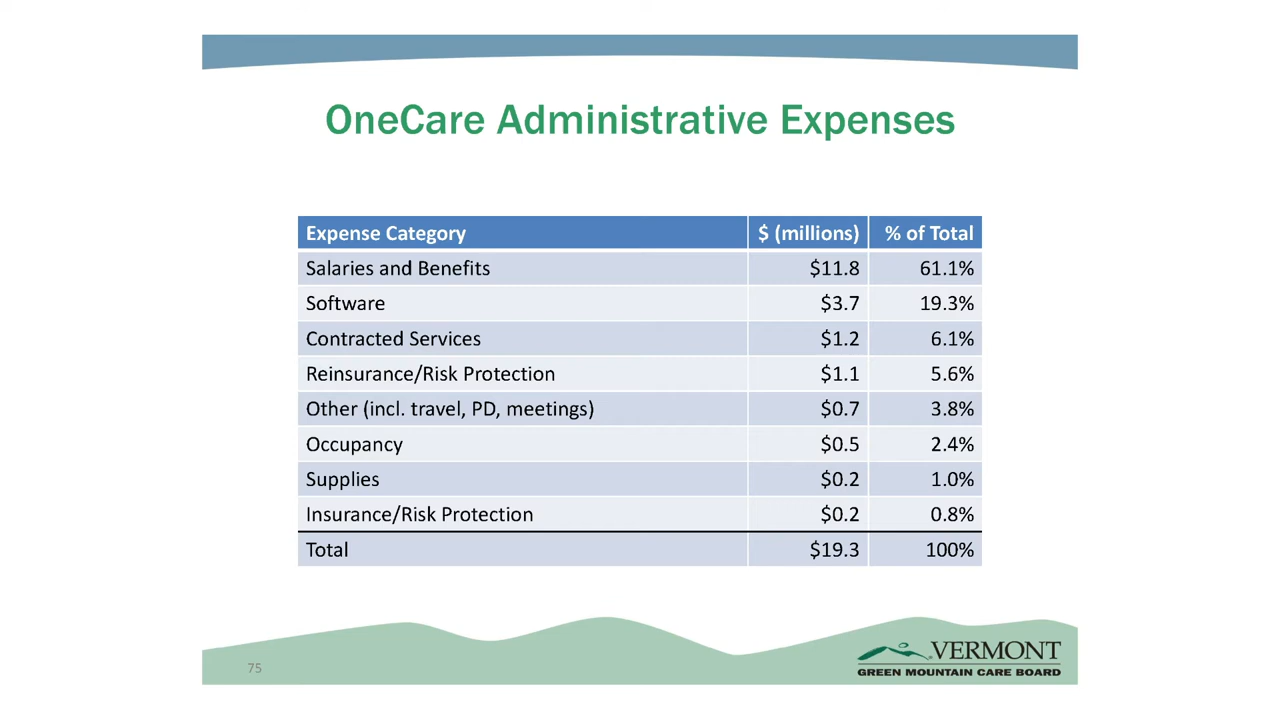 OneCare Administrative Expenses
Expense Category $ (millions) % of Total
Salaries and Benefits $11.8 61.1%
Software $3.7 19.3%
Contracted Services $1.2 6.1%
Reinsurance/Risk Protection $1.1 5.6%
Other (incl. travel, PD, meetings) $0.7 3.8%
Occupancy $0.5 2.4%
Supplies $0.2 1.0%
Insurance/Risk Protection $0.2 0.8%
Total $19.3 100%
75
VERMONT
GREEN MOUNTAIN CARE BOARD